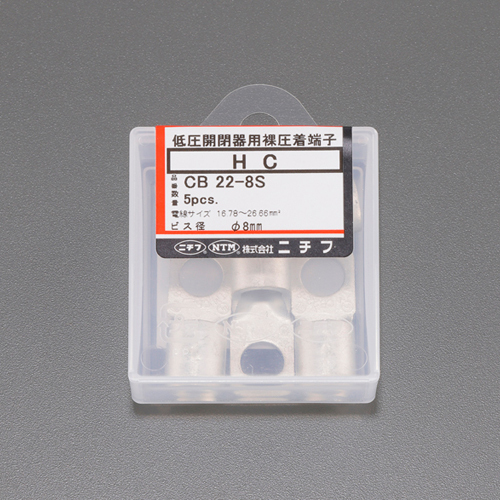 低圧開閉器用裸圧着端子
H C
品番 CB 22-8S
数量 5pcs.
電線サイズ 16.78～26.66mm²
ビス径 φ8mm
ニチフ® NTM® 株式会社ニチフ